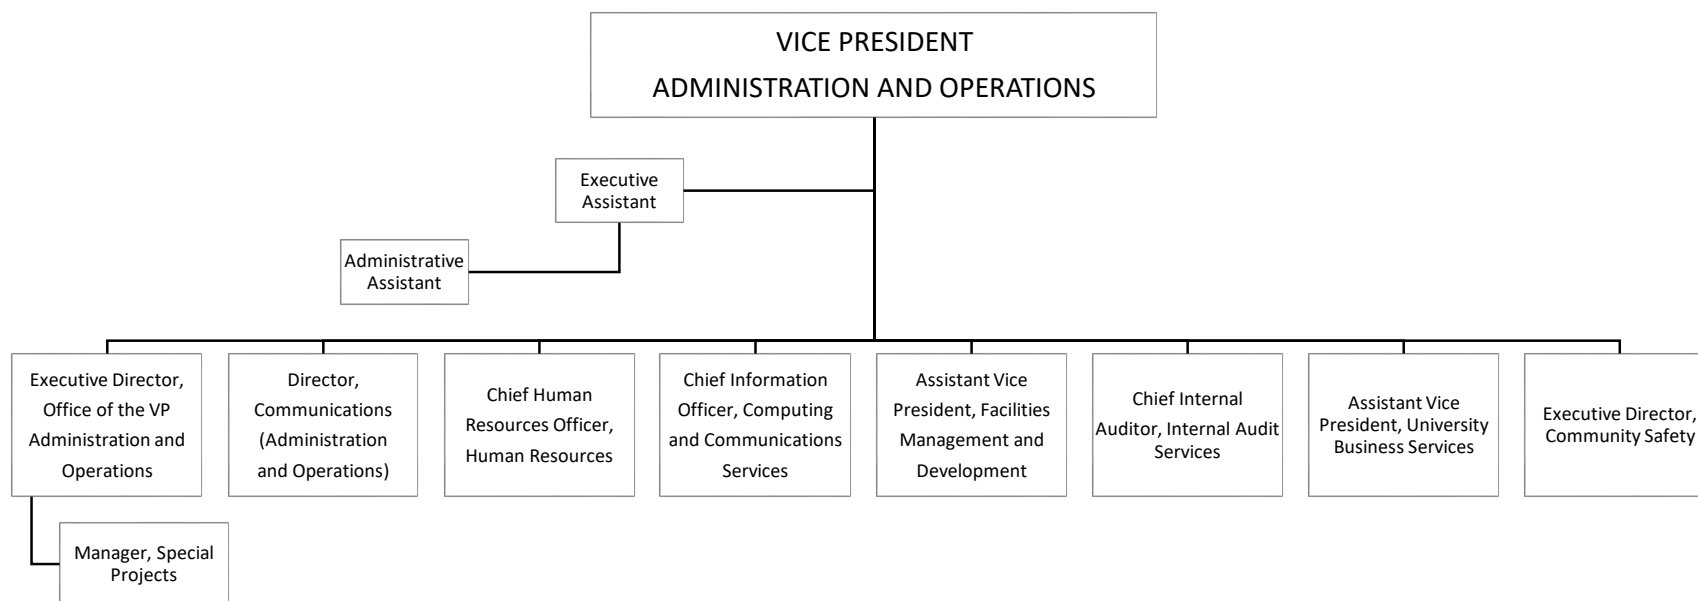 VICE PRESIDENT
ADMINISTRATION AND OPERATIONS
Executive
Assistant
Administrative
Assistant
Executive Director,
Office of the VP
Administration and
Operations
Director,
Communications
(Administration
and Operations)
Chief Human
Resources Officer,
Human Resources
Chief Information
Officer, Computing
and Communications
Services
Assistant Vice
President, Facilities
Management and
Development
Chief Internal
Auditor, Internal Audit
Services
Assistant Vice
President, University
Business Services
Executive Director,
Community Safety
Manager, Special
Projects